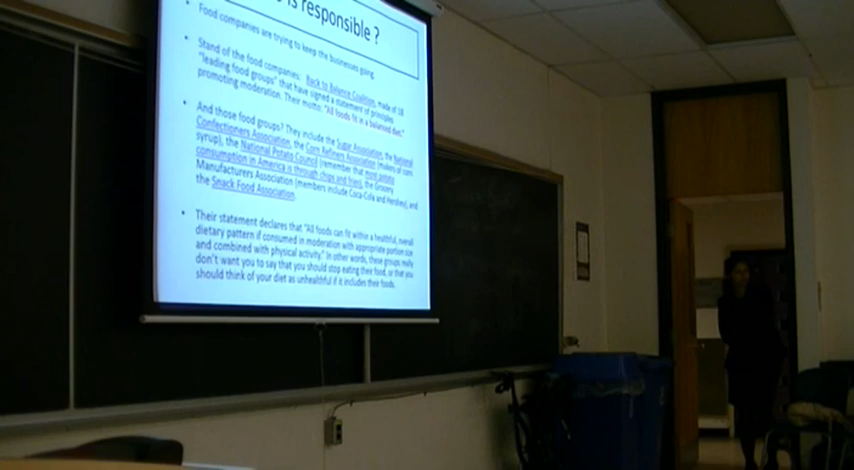 is responsible ?
• Food companies are trying to keep the businesses going.
• Stand of the food companies: Back to Balance Coalition, made of 18
"leading food groups" that have signed a statement of principles
promoting moderation. Their motto: "All foods fit in a balanced diet."
• And those food groups? They include the Sugar Association, the National
Confectioners Association, the Corn Refiners Association (makers of corn
syrup), the National Potato Council (remember that most potato
consumption in America is through chips and fries), the Grocery
Manufacturers Association (members include Coca-Cola and Hershey), and
the Snack Food Association.
• Their statement declares that "All foods can fit within a healthful, overall
dietary pattern if consumed in moderation with appropriate portion size
and combined with physical activity." In other words, these groups really
don't want you to say that you should stop eating their food, or that you
should think of your diet as unhealthful if it includes their foods.